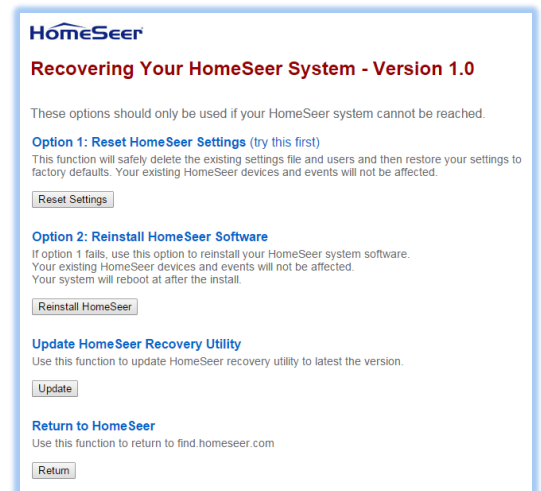 HomeSeer
Recovering Your HomeSeer System - Version 1.0
These options should only be used if your HomeSeer system cannot be reached.
Option 1: Reset HomeSeer Settings (try this first)
This function will safely delete the existing settings file and users and then restore your settings to
factory defaults. Your existing HomeSeer devices and events will not be affected.
Reset Settings
Option 2: Reinstall HomeSeer Software
If option 1 fails, use this option to reinstall your HomeSeer system software.
Your existing HomeSeer devices and events will not be affected.
Your system will reboot at after the install.
Reinstall HomeSeer
Update HomeSeer Recovery Utility
Use this function to update HomeSeer recovery utility to latest the version.
Update
Return to HomeSeer
Use this function to return to find.homeseer.com
Return